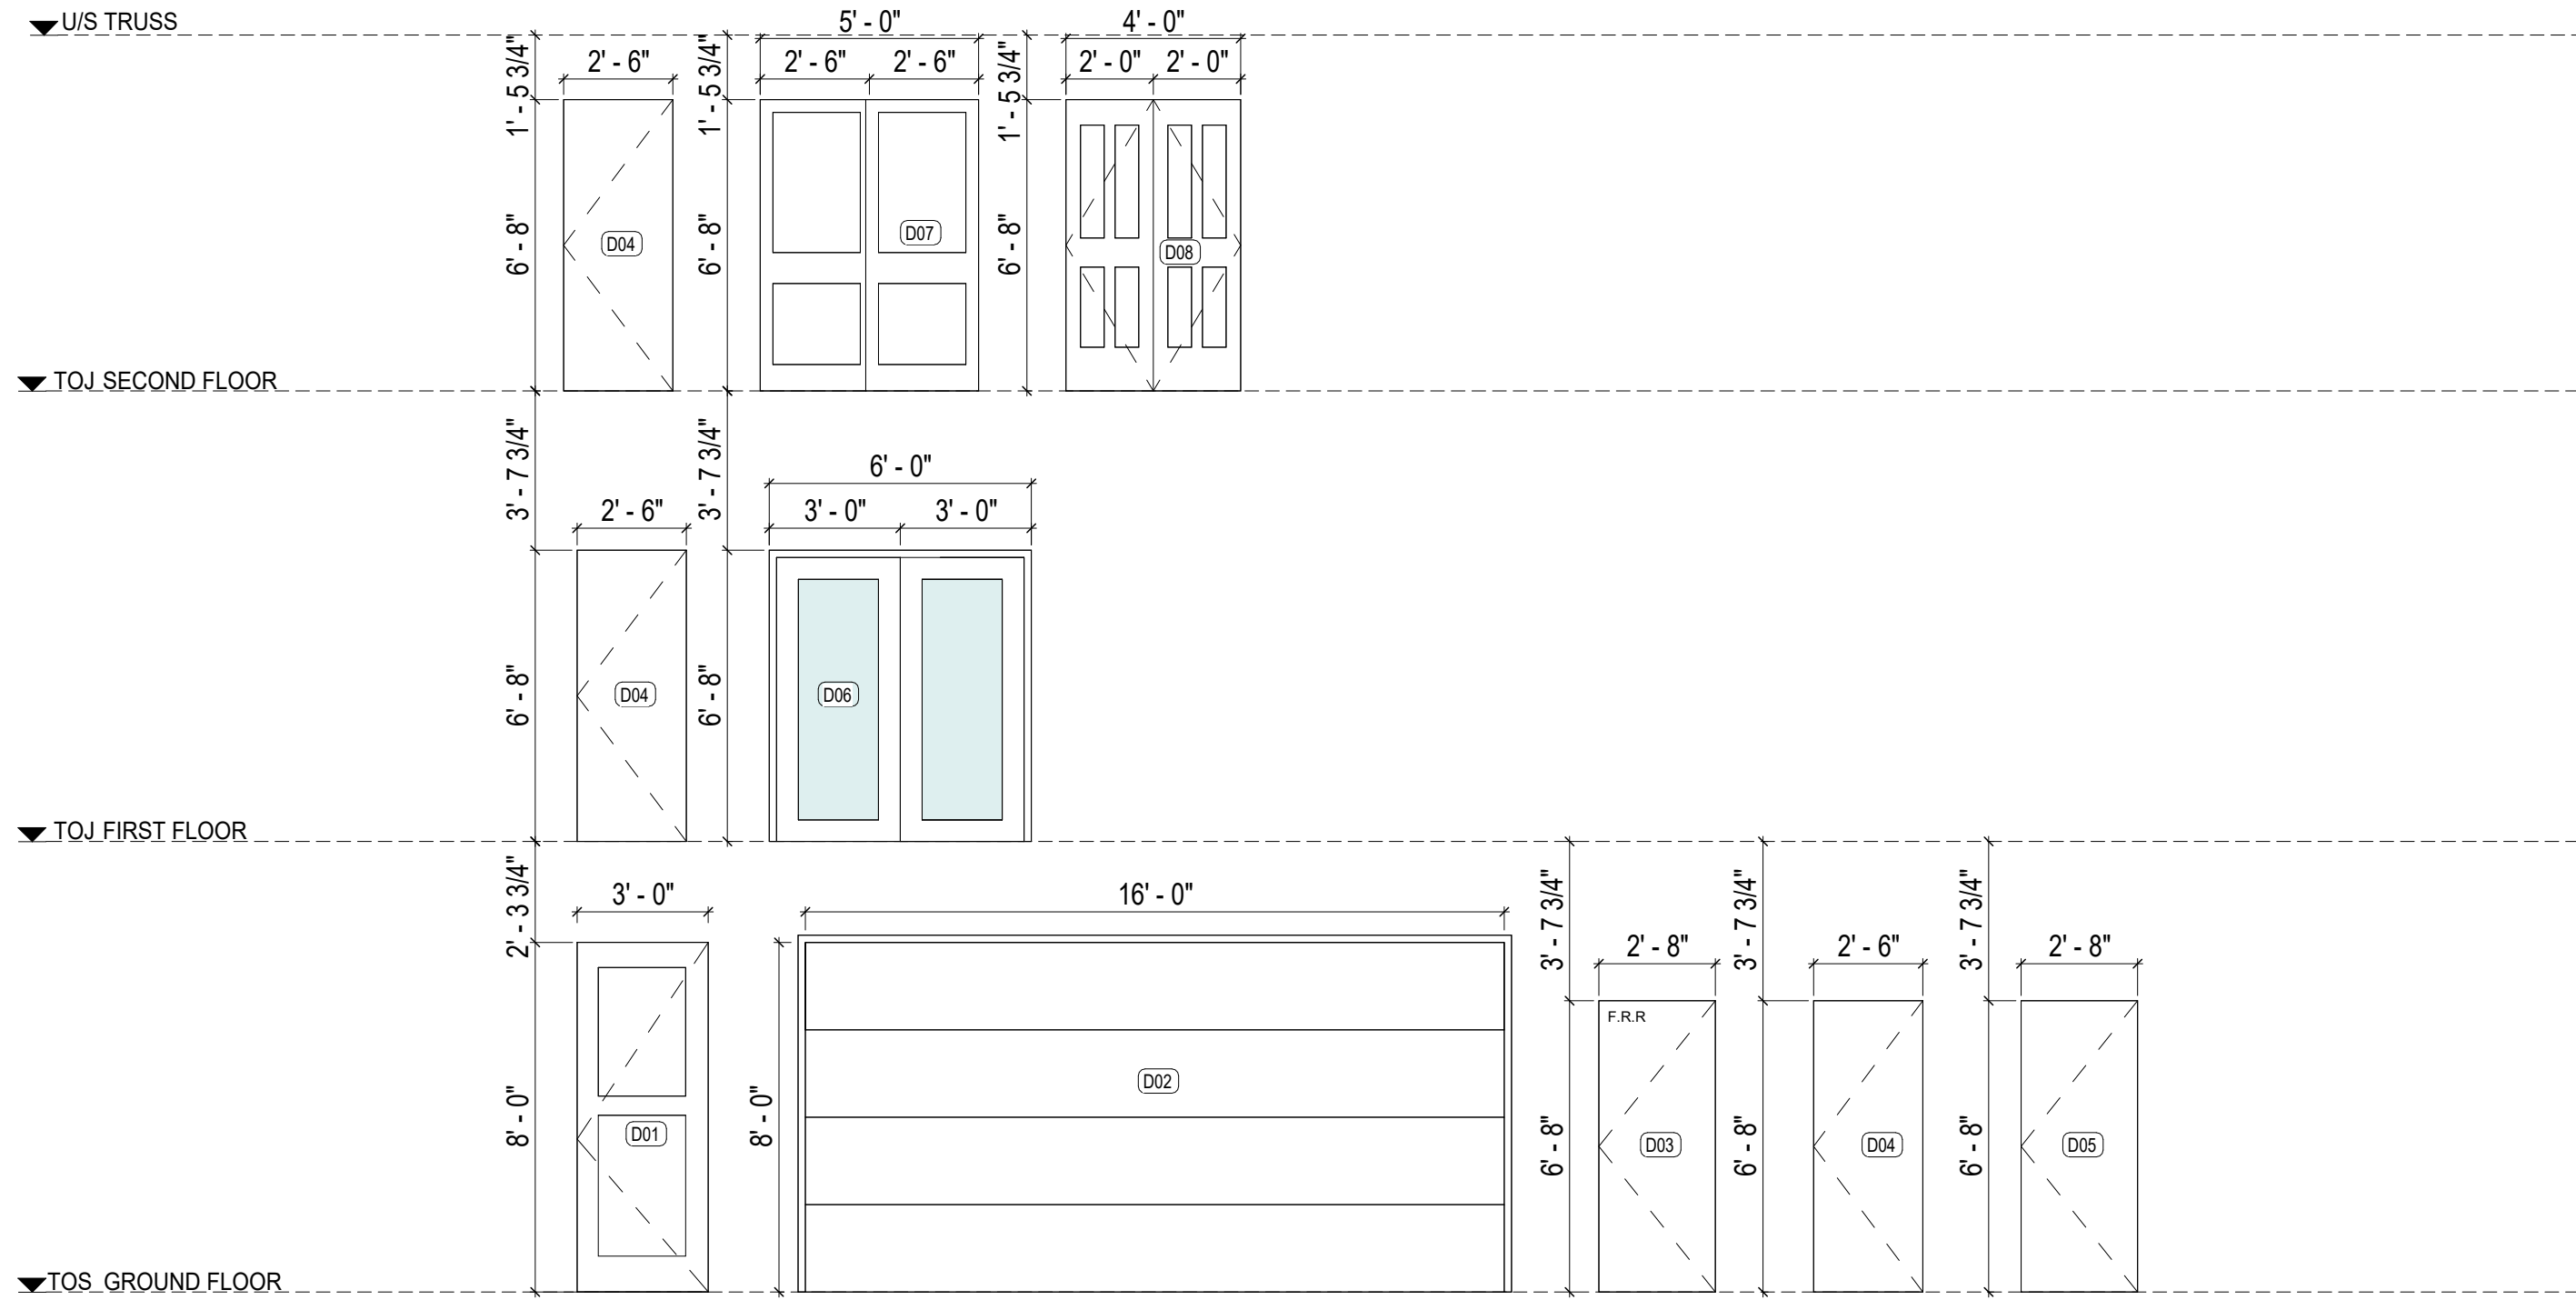 U/S TRUSS
5' - 0"
4' - 0"
2' - 6"
2' - 6"
2' - 6"
2' - 0"
2' - 0"
1' - 5 3/4"
1' - 5 3/4"
1' - 5 3/4"
6' - 8"
D04
6' - 8"
D07
6' - 8"
D08
TOJ SECOND FLOOR
3' - 7 3/4"
3' - 7 3/4"
6' - 0"
2' - 6"
3' - 0"
3' - 0"
6' - 8"
D04
6' - 8"
D06
TOJ FIRST FLOOR
2' - 3 3/4"
3' - 0"
16' - 0"
3' - 7 3/4"
2' - 8"
3' - 7 3/4"
2' - 6"
3' - 7 3/4"
2' - 8"
F.R.R
8' - 0"
D01
8' - 0"
D02
6' - 8"
D03
6' - 8"
D04
6' - 8"
D05
TOS GROUND FLOOR